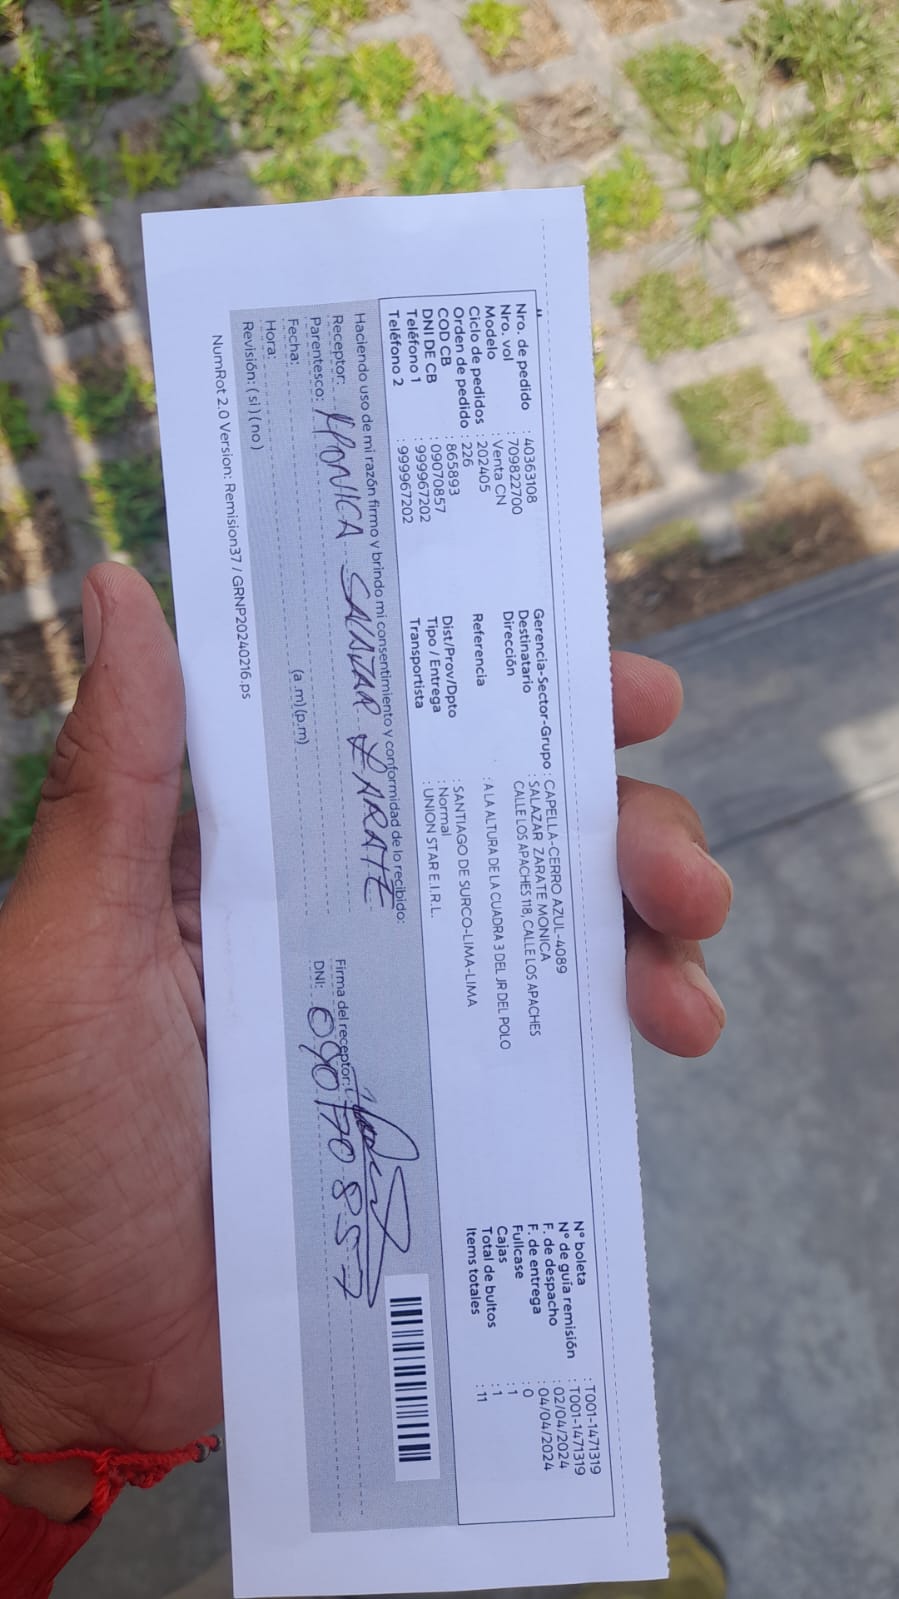 Nro. de pedido : 40363108
Nro. vol : 709822700
Modelo : Venta CN
Ciclo de pedidos : 202405
Orden de pedido : 226
COD CB : 865893
DNI DE CB : 09070857
Teléfono 1 : 999967202
Teléfono 2 : 999967202
Gerencia-Sector-Grupo : CAPELLA-CERRO AZUL-4089
Destinatario : SALAZAR ZARATE MONICA
Dirección : CALLE LOS APACHES 118, CALLE LOS APACHES
Referencia : A LA ALTURA DE LA CUADRA 3 DEL JR DEL POLO
Dist/Prov/Dpto : SANTIAGO DE SURCO-LIMA-LIMA
Tipo / Entrega : Normal
Transportista : UNION STAR E.I.R.L.
N° boleta : T001-1471319
N° de guía remisión : T001-1471319
F. de despacho : 02/04/2024
F. de entrega : 04/04/2024
Fullcase : 0
Cajas : 1
Total de bultos : 1
Items totales : 11
Haciendo uso de mi razón firmo y brindo mi consentimiento y conformidad de lo recibido:
Receptor: MONICA SALAZAR ZARATE
Parentesco:
Fecha:
Hora: (a.m)(p.m)
Revisión: (si)(no)
Firma del receptor:
DNI: 09070857
NumRot 2.0 Version: Remision37 / GRNP20240216.ps